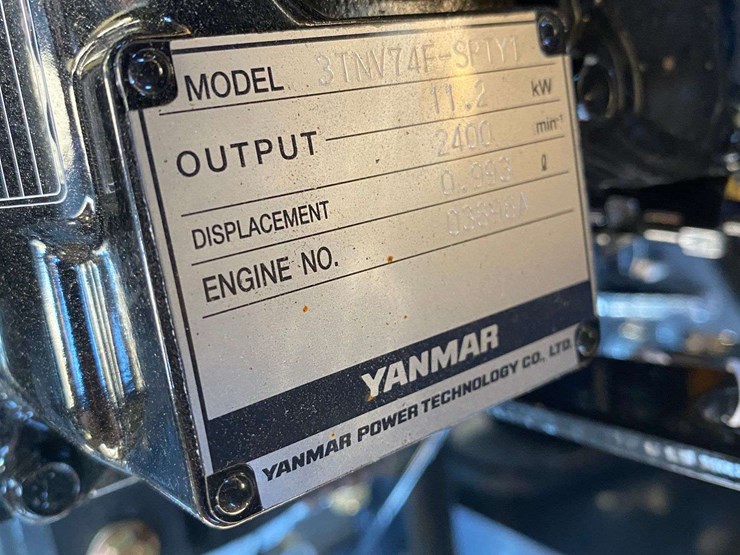 MODEL 3TNV74F-SPTY1
11.2 kW
OUTPUT 2400 min⁻¹
DISPLACEMENT 0.993 ℓ
ENGINE NO.
YANMAR
YANMAR POWER TECHNOLOGY CO., LTD.